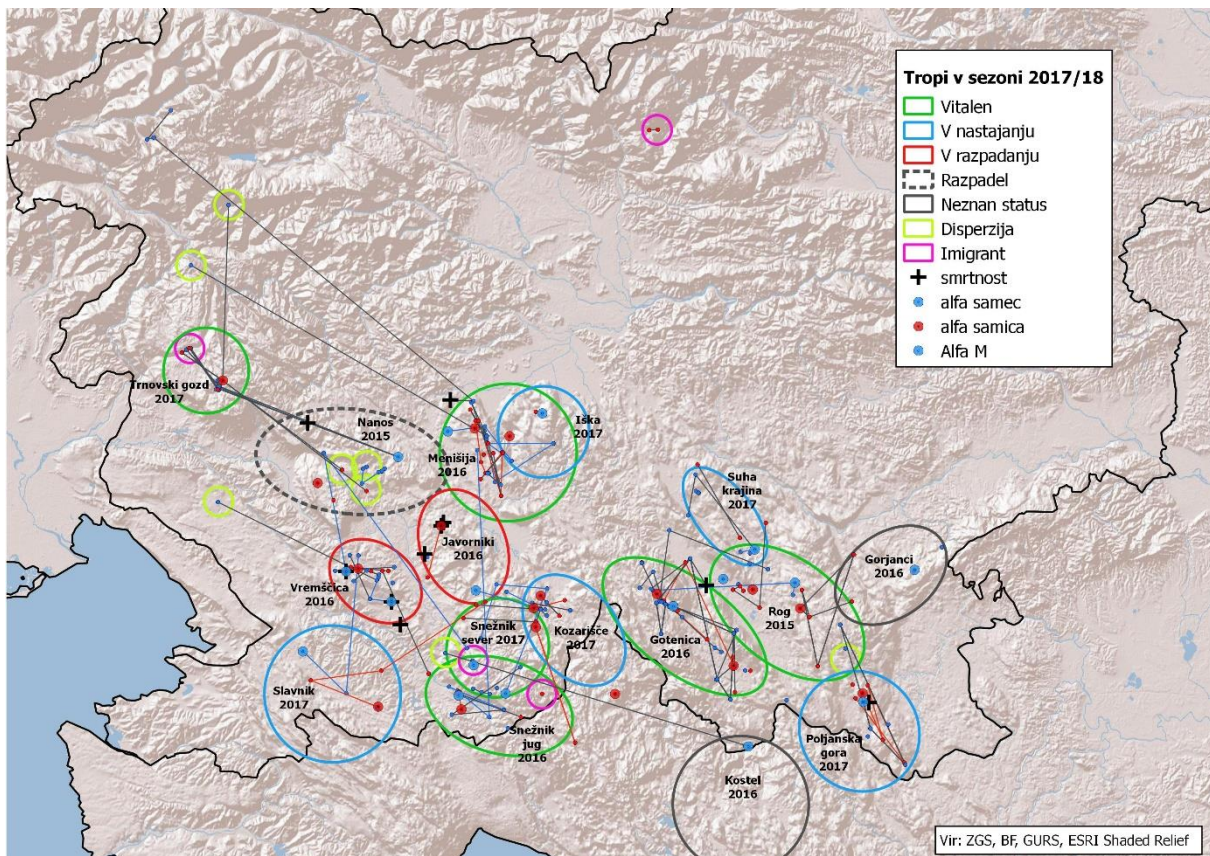 Tropi v sezoni 2017/18
Vitalen
V nastajanju
V razpadanju
Razpadel
Neznan status
Disperzija
Imigrant
smrtnost
alfa samec
alfa samica
Alfa M
Trnovski gozd
2017
Nanos
2015
Iška
2017
Menišija
2016
Suha
krajina
2017
Javorniki
2016
Gorjanci
2016
Vremščica
2016
Rog
2015
Snežnik
sever 2017
Kozarišče
2017
Gotenica
2016
Slavnik
2017
Snežnik
jug
2016
Poljanska
gora
2017
Kostel
2016
Vir: ZGS, BF, GURS, ESRI Shaded Relief